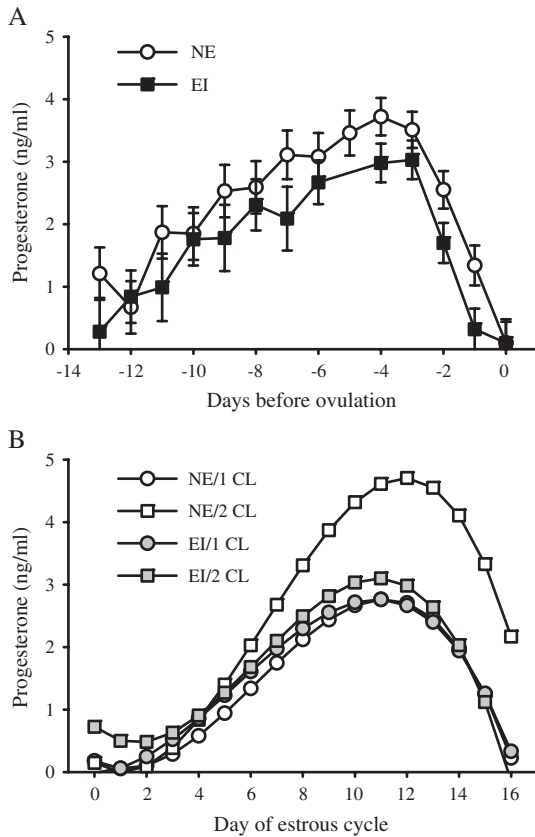 A
5
4
3
2
1
0
Progesterone (ng/ml)
NE
EI
-14 -12 -10 -8 -6 -4 -2 0
Days before ovulation
B
5
4
3
2
1
0
Progesterone (ng/ml)
NE/1 CL
NE/2 CL
EI/1 CL
EI/2 CL
0 2 4 6 8 10 12 14 16
Day of estrous cycle